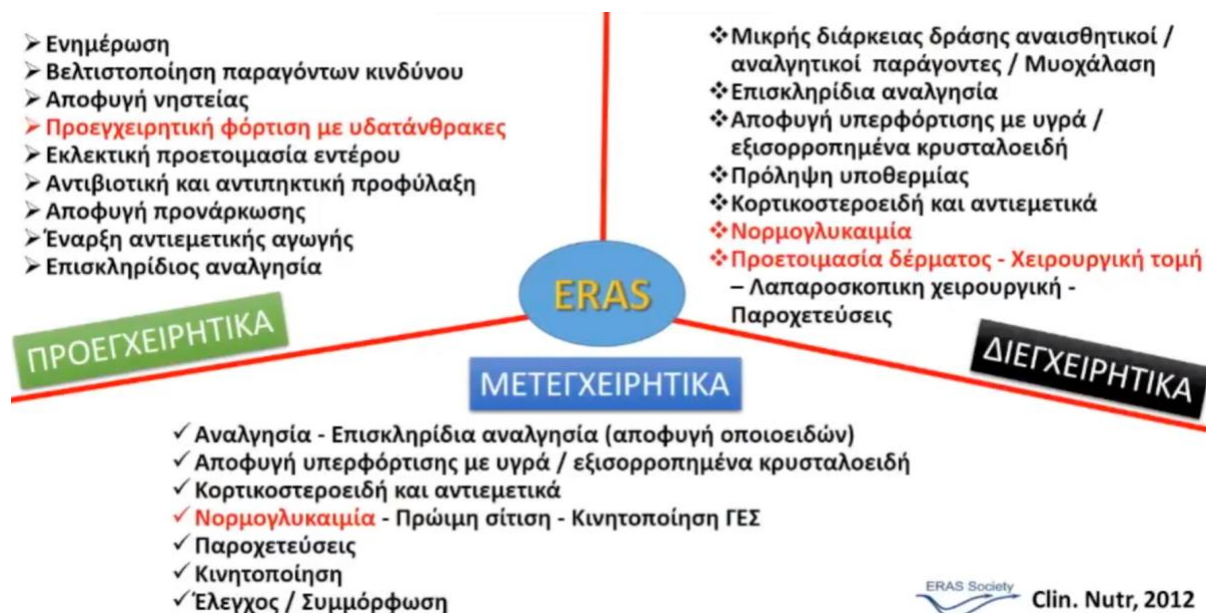 ➢ Ενημέρωση
➢ Βελτιστοποίηση παραγόντων κινδύνου
➢ Αποφυγή νηστείας
➢ Προεγχειρητική φόρτιση με υδατάνθρακες
➢ Εκλεκτική προετοιμασία εντέρου
➢ Αντιβιοτική και αντιπηκτική προφύλαξη
➢ Αποφυγή προνάρκωσης
➢ Έναρξη αντιεμετικής αγωγής
➢ Επισκληρίδιος αναλγησία
ΠΡΟΕΓΧΕΙΡΗΤΙΚΑ
❖ Μικρής διάρκειας δράσης αναισθητικοί /
αναλγητικοί παράγοντες / Μυοχάλαση
❖ Επισκληρίδια αναλγησία
❖ Αποφυγή υπερφόρτισης με υγρά /
εξισορροπημένα κρυσταλοειδή
❖ Πρόληψη υποθερμίας
❖ Κορτικοστεροειδή και αντιεμετικά
❖ Νορμογλυκαιμία
❖ Προετοιμασία δέρματος - Χειρουργική τομή
– Λαπαροσκοπικη χειρουργική -
Παροχετεύσεις
ΔΙΕΓΧΕΙΡΗΤΙΚΑ
ERAS
ΜΕΤΕΓΧΕΙΡΗΤΙΚΑ
✓ Αναλγησία - Επισκληρίδια αναλγησία (αποφυγή οποιοειδών)
✓ Αποφυγή υπερφόρτισης με υγρά / εξισορροπημένα κρυσταλοειδή
✓ Κορτικοστεροειδή και αντιεμετικά
✓ Νορμογλυκαιμία - Πρώιμη σίτιση - Κινητοποίηση ΓΕΣ
✓ Παροχετεύσεις
✓ Κινητοποίηση
✓ Έλεγχος / Συμμόρφωση
ERAS Society
Clin. Nutr, 2012